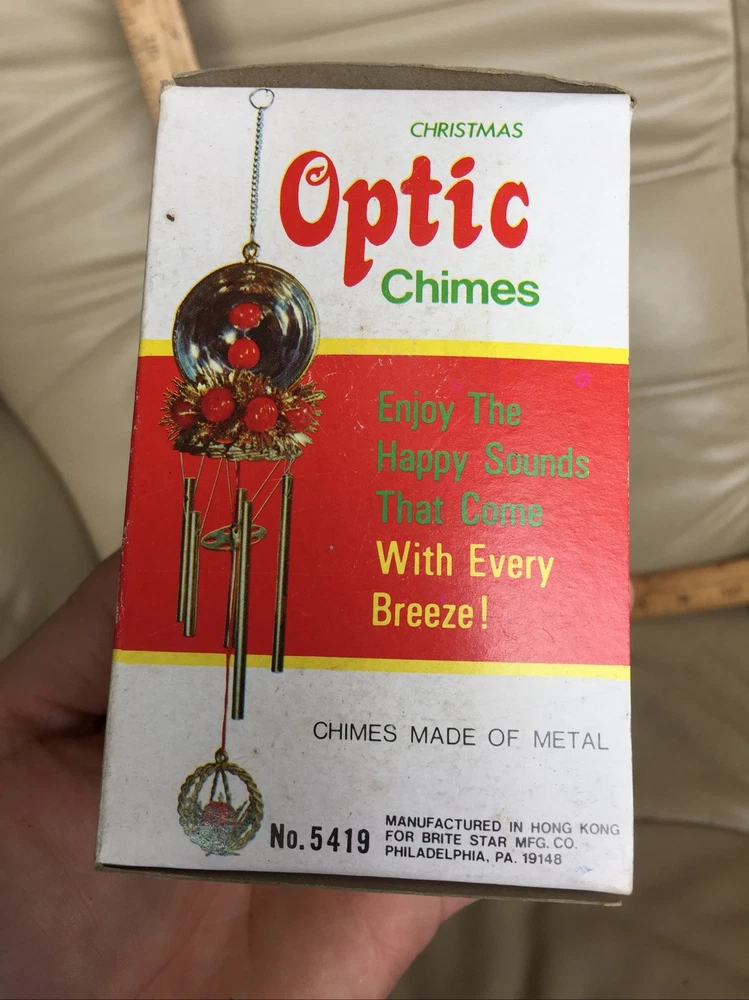 CHRISTMAS
Optic
Chimes
Enjoy The
Happy Sounds
That Come
With Every
Breeze!
CHIMES MADE OF METAL
No. 5419
MANUFACTURED IN HONG KONG
FOR BRITE STAR MFG. CO.
PHILADELPHIA, PA. 19148